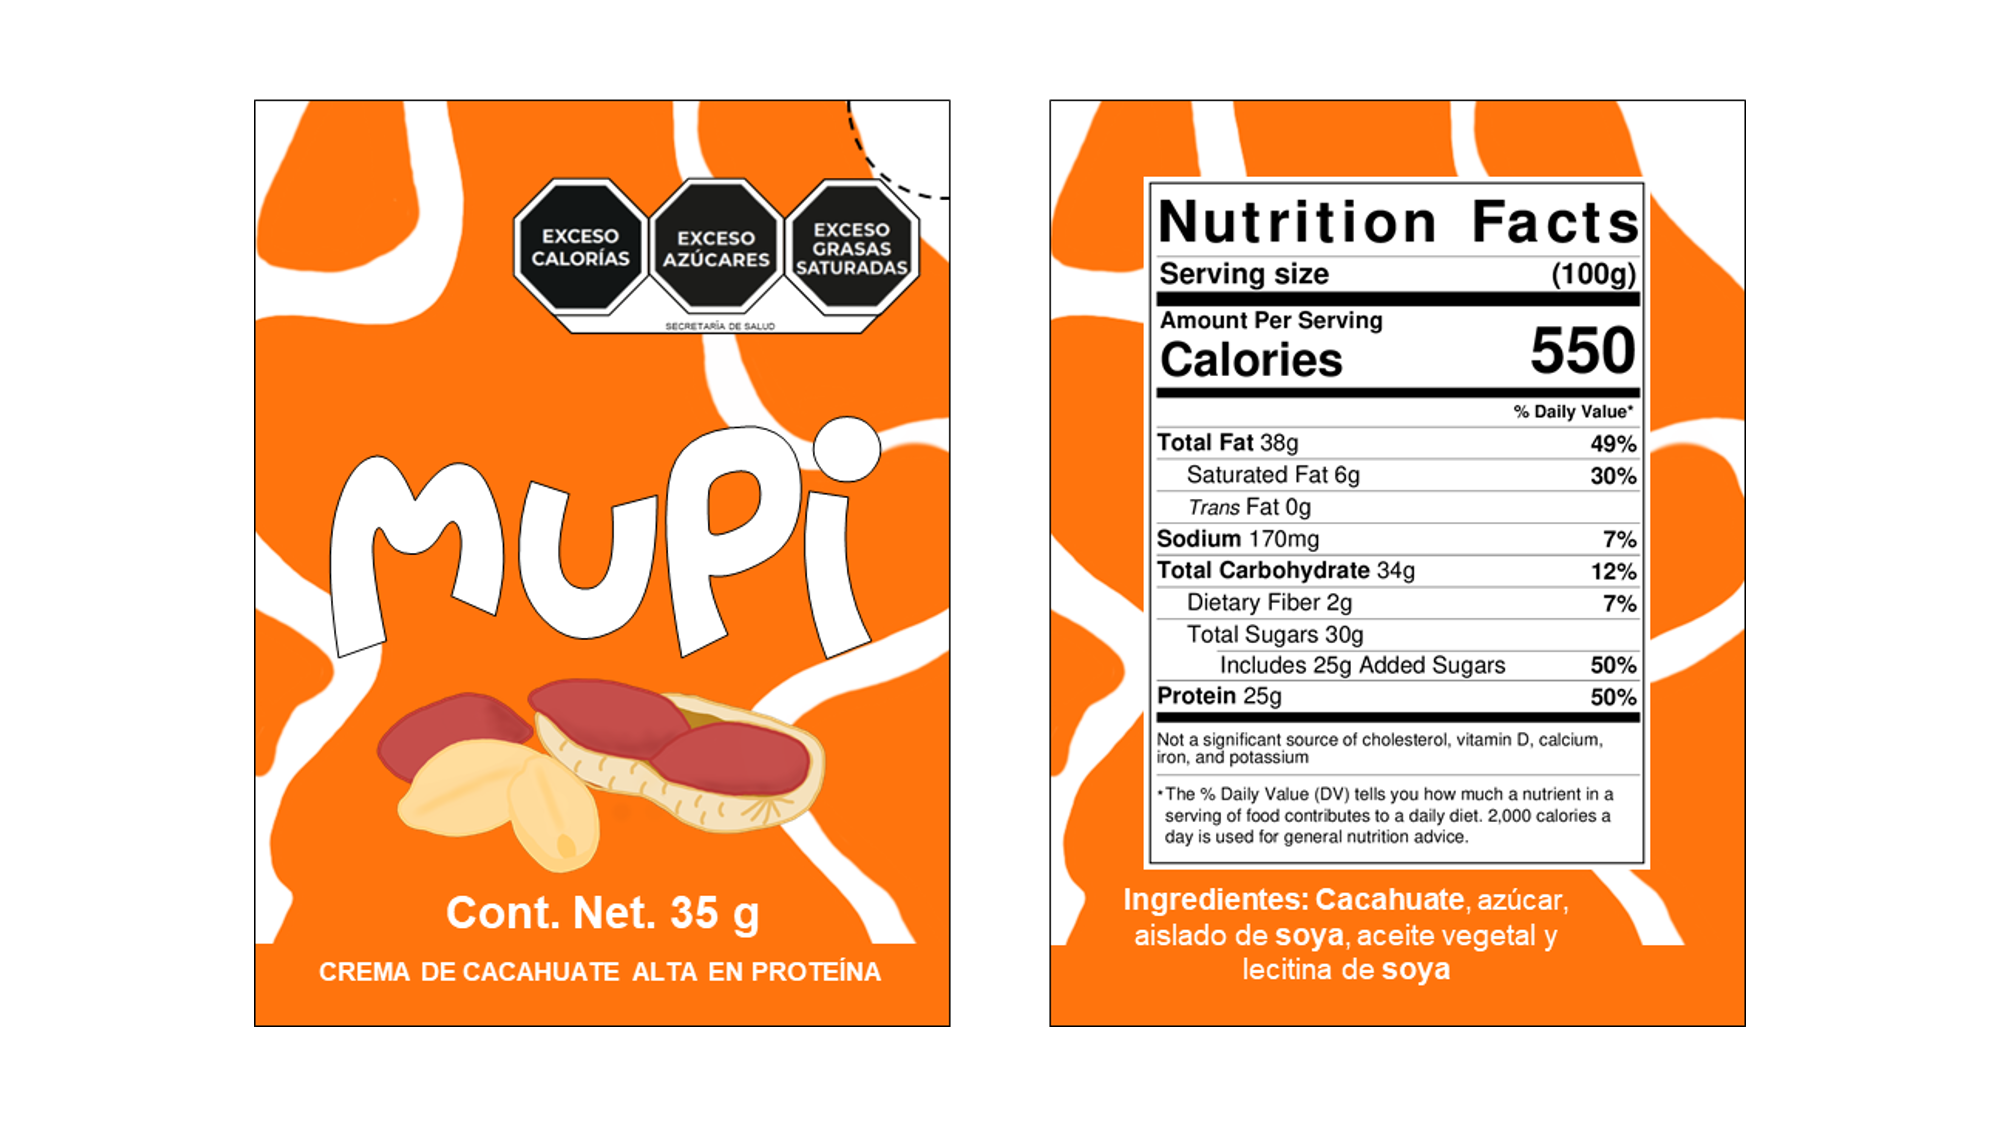 EXCESO
CALORÍAS
EXCESO
AZÚCARES
EXCESO
GRASAS
SATURADAS
SECRETARÍA DE SALUD
mupi
Cont. Net. 35 g
CREMA DE CACAHUATE ALTA EN PROTEÍNA
Nutrition Facts
Serving size (100g)
Amount Per Serving
Calories 550
% Daily Value*
Total Fat 38g 49%
Saturated Fat 6g 30%
Trans Fat 0g
Sodium 170mg 7%
Total Carbohydrate 34g 12%
Dietary Fiber 2g 7%
Total Sugars 30g
Includes 25g Added Sugars 50%
Protein 25g 50%
Not a significant source of cholesterol, vitamin D, calcium,
iron, and potassium
*The % Daily Value (DV) tells you how much a nutrient in a
serving of food contributes to a daily diet. 2,000 calories a
day is used for general nutrition advice.
Ingredientes: Cacahuate, azúcar,
aislado de soya, aceite vegetal y
lecitina de soya